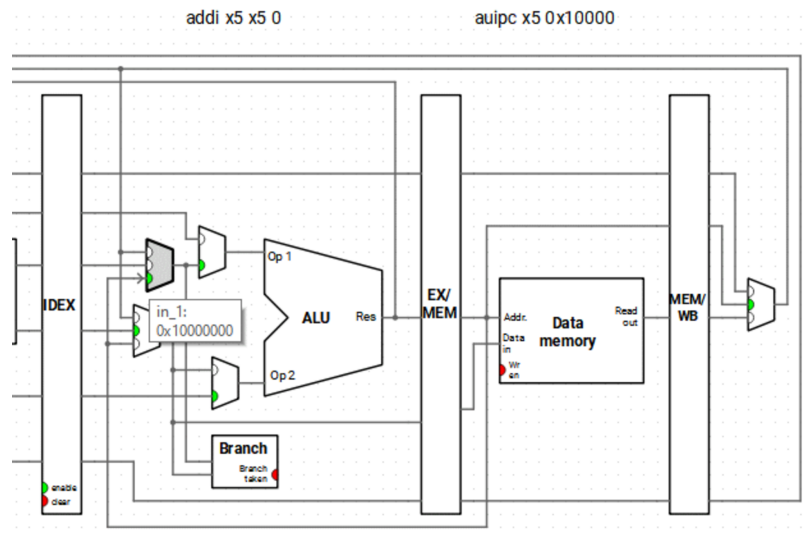 addi x5 x5 0
auipc x5 0x10000
IDEX
enable
clear
in_1:
0x10000000
Op 1
ALU
Res
Op 2
Branch
Branch
taken
EX/
MEM
Addr.
Data
in
Wr
en
Data
memory
Read
out
MEM/
WB